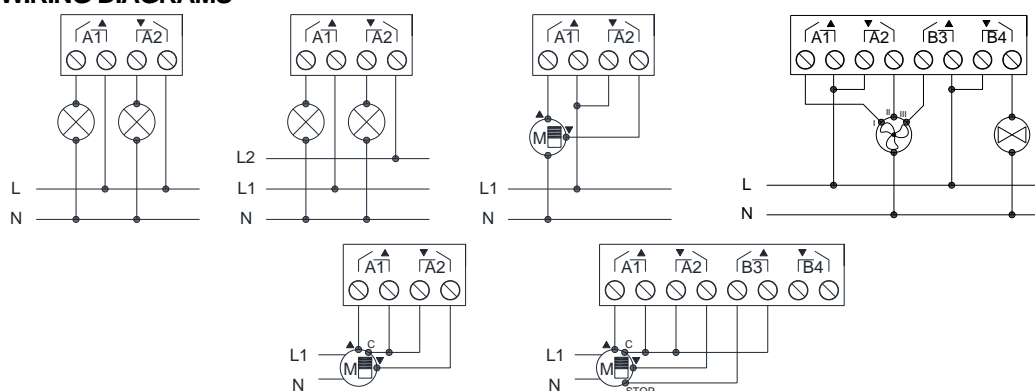 WIRING DIAGRAMS
A1 A2
A1 A2
A1 A2
A1 A2 B3 B4
M
I II III
L2
L
L1
L1
L
N
N
N
N
A1 A2
A1 A2 B3 B4
L1
C
M
N
L1
C
M
N
STOP